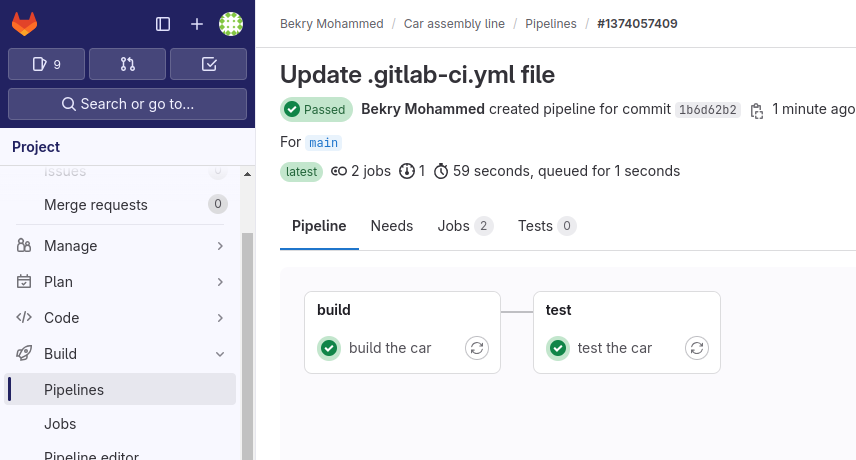 9
Search or go to...
Project
Issues 0
Merge requests 0
Manage
Plan
Code
Build
Pipelines
Jobs
Pipeline editor
Bekry Mohammed / Car assembly line / Pipelines / #1374057409
Update .gitlab-ci.yml file
Passed Bekry Mohammed created pipeline for commit 1b6d62b2 1 minute ago
For main
latest 2 jobs 1 59 seconds, queued for 1 seconds
Pipeline Needs Jobs 2 Tests 0
build
build the car
test
test the car